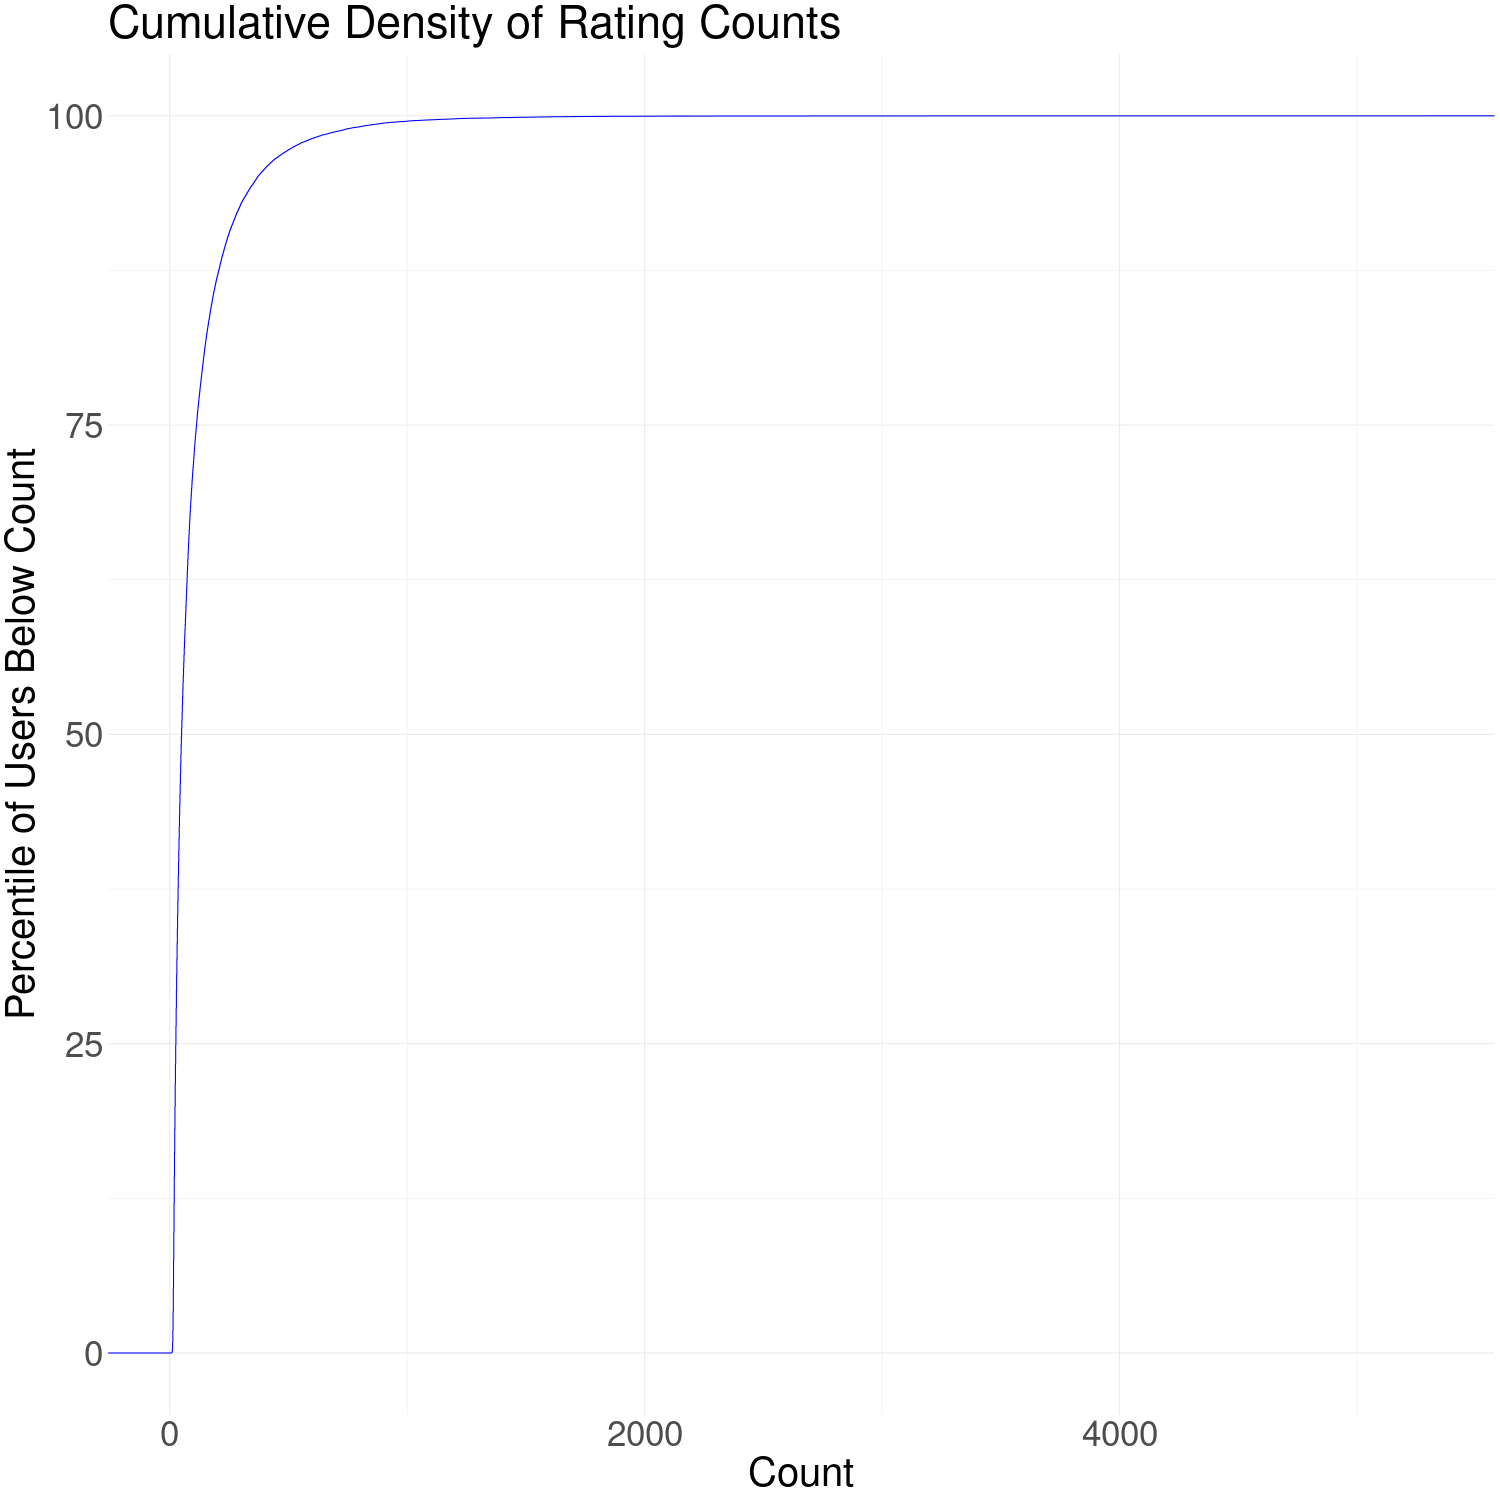 Cumulative Density of Rating Counts
100
75
50
25
0
Percentile of Users Below Count
0 2000 4000
Count